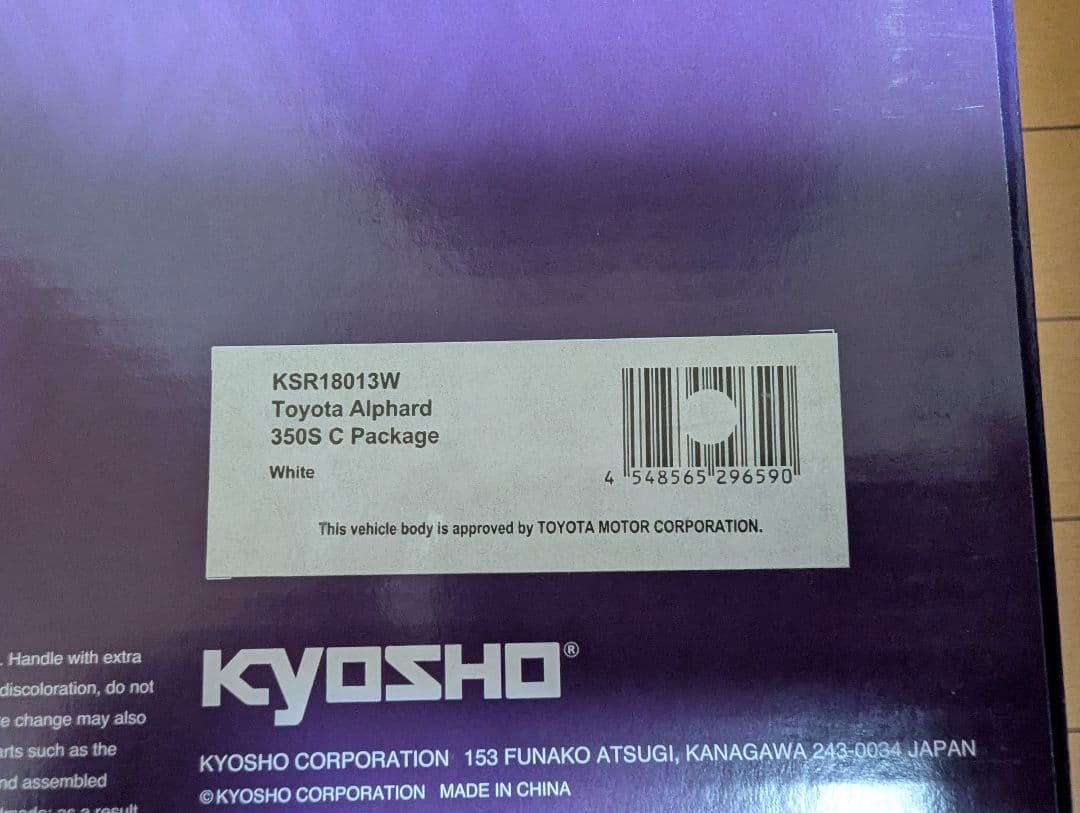 KSR18013W
Toyota Alphard
350S C Package
White
4 548565 296590
This vehicle body is approved by TOYOTA MOTOR CORPORATION.
. Handle with extra
discoloration, do not
e change may also
arts such as the
nd assembled
as a result
KYOSHO®
KYOSHO CORPORATION 153 FUNAKO ATSUGI, KANAGAWA 243-0034 JAPAN
©KYOSHO CORPORATION MADE IN CHINA